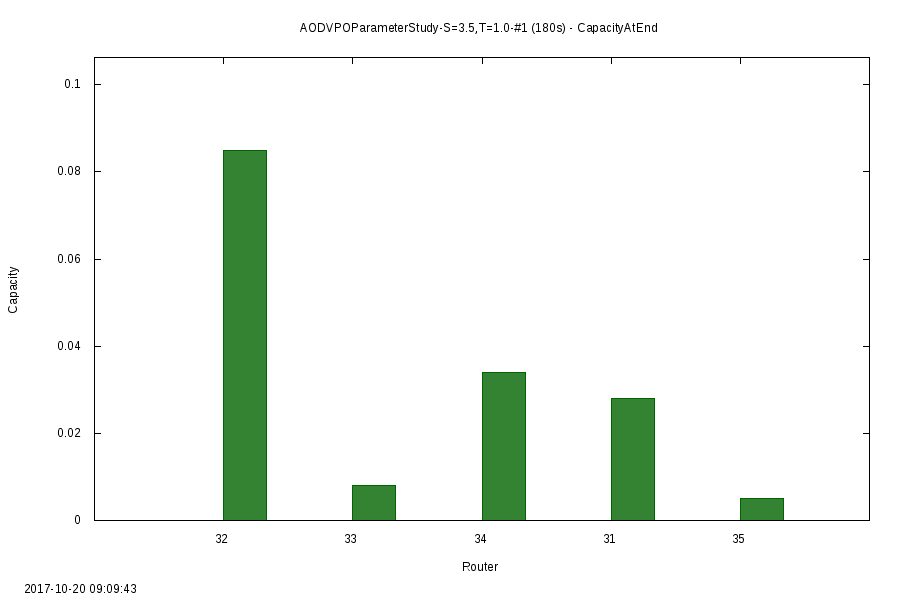 AODVPOParameterStudy-S=3.5,T=1.0-#1 (180s) - CapacityAtEnd
0.1
0.08
0.06
0.04
0.02
0
Capacity
32 33 34 31 35
Router
2017-10-20 09:09:43